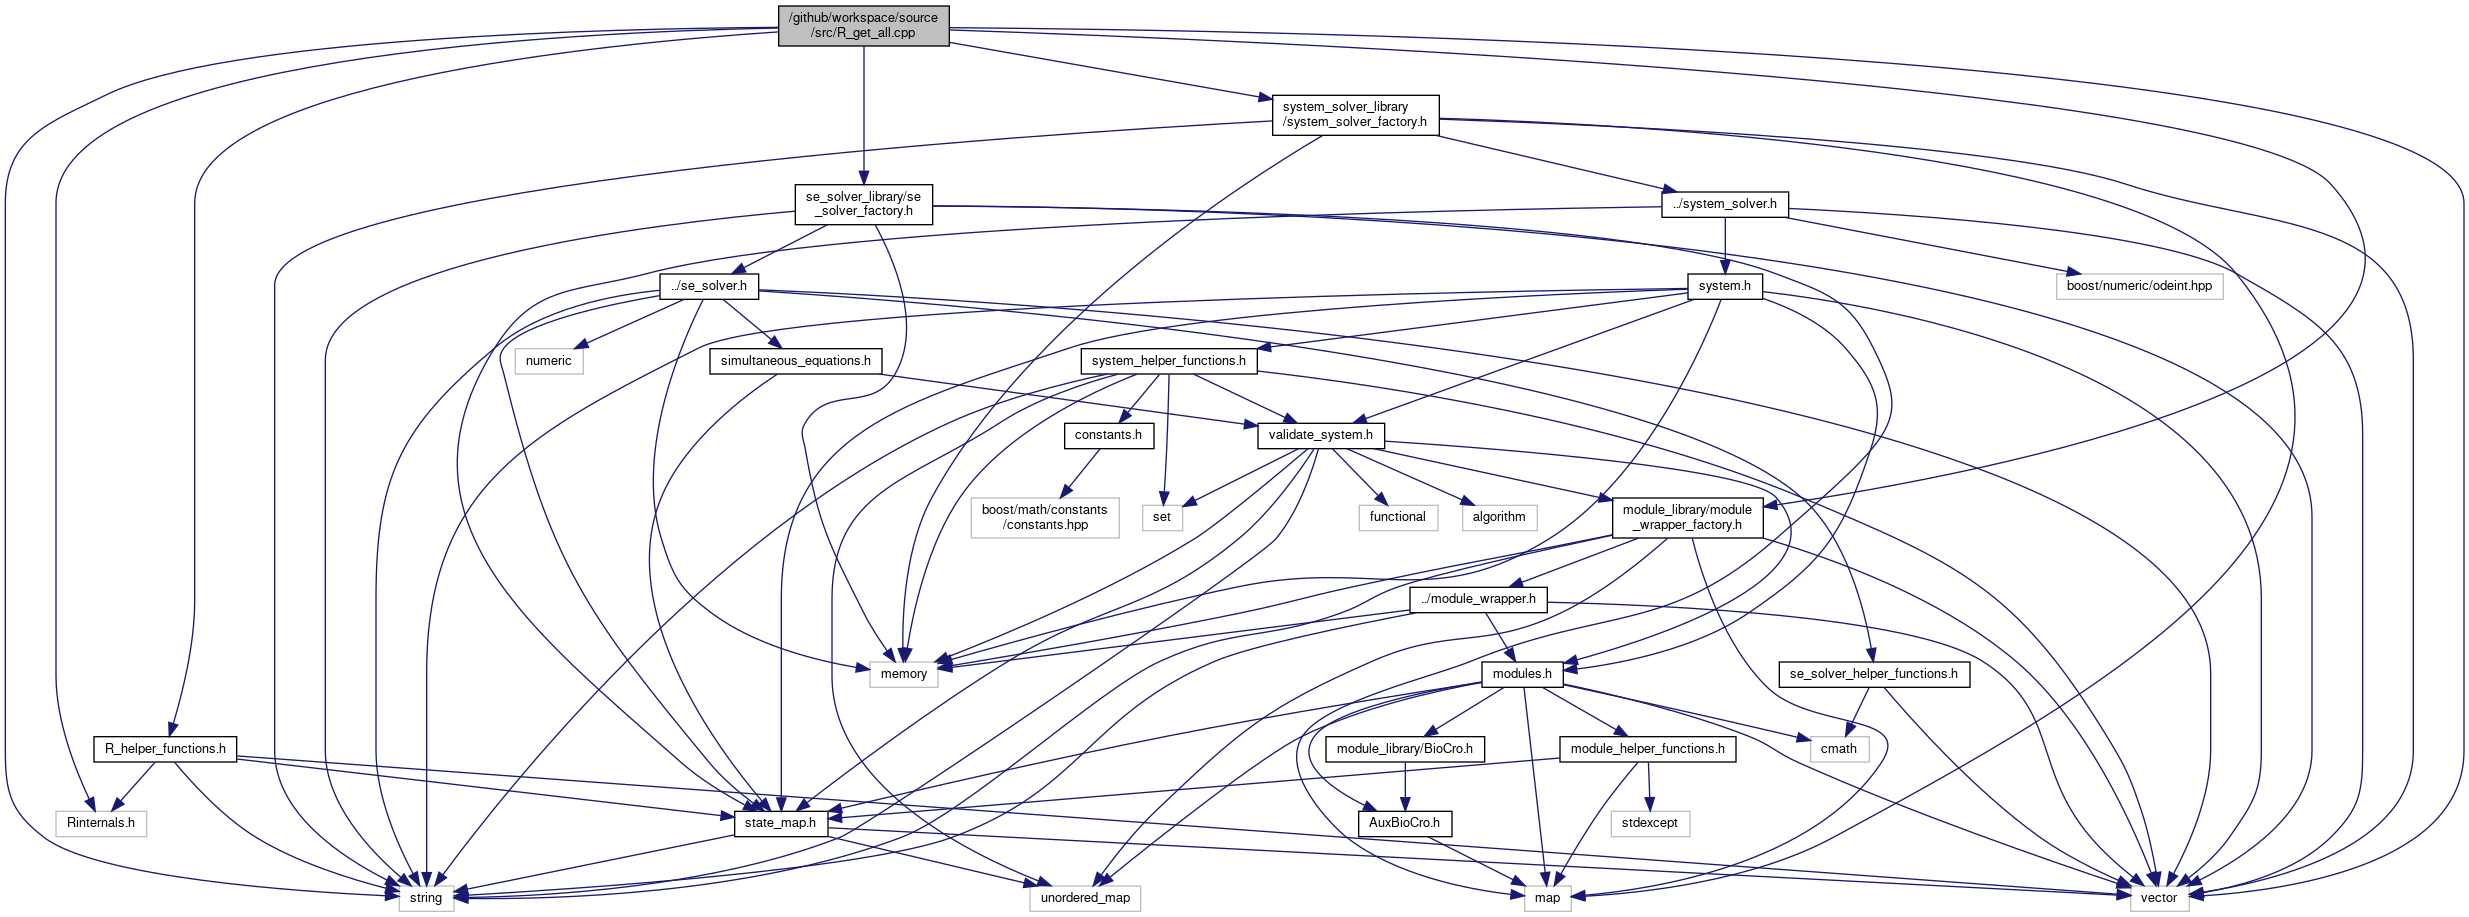 /github/workspace/source
/src/R_get_all.cpp
system_solver_library
/system_solver_factory.h
se_solver_library/se
_solver_factory.h
../system_solver.h
../se_solver.h
system.h
boost/numeric/odeint.hpp
numeric
simultaneous_equations.h
system_helper_functions.h
constants.h
validate_system.h
boost/math/constants
/constants.hpp
set
functional
algorithm
module_library/module
_wrapper_factory.h
../module_wrapper.h
memory
modules.h
se_solver_helper_functions.h
R_helper_functions.h
module_library/BioCro.h
module_helper_functions.h
cmath
Rinternals.h
state_map.h
AuxBioCro.h
stdexcept
string
unordered_map
map
vector